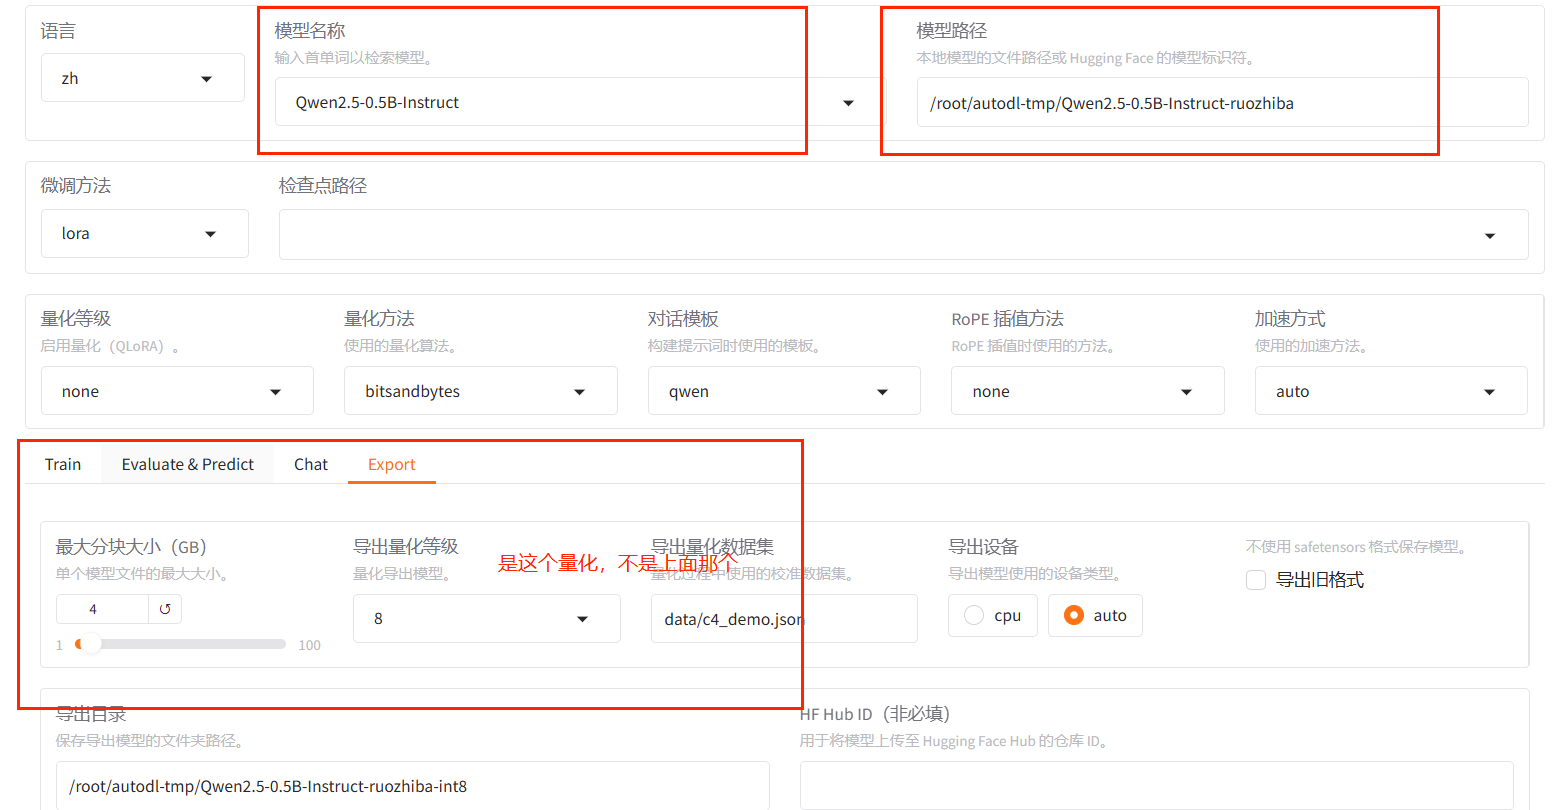 语言
zh
模型名称
输入首单词以检索模型。
Qwen2.5-0.5B-Instruct
模型路径
本地模型的文件路径或 Hugging Face 的模型标识符。
/root/autodl-tmp/Qwen2.5-0.5B-Instruct-ruozhiba
微调方法
lora
检查点路径
量化等级
启用量化（QLoRA）。
none
量化方法
使用的量化算法。
bitsandbytes
对话模板
构建提示词时使用的模板。
qwen
RoPE 插值方法
RoPE 插值时使用的方法。
none
加速方式
使用的加速方法。
auto
Train
Evaluate & Predict
Chat
Export
最大分块大小（GB）
单个模型文件的最大大小。
4
↺
1
100
导出量化等级
量化导出模型。
8
是这个量化，不是上面那个
导出量化数据集
量化过程中使用的校准数据集。
data/c4_demo.json
导出设备
导出模型使用的设备类型。
cpu
auto
不使用 safetensors 格式保存模型。
导出旧格式
导出目录
保存导出模型的文件夹路径。
/root/autodl-tmp/Qwen2.5-0.5B-Instruct-ruozhiba-int8
HF Hub ID（非必填）
用于将模型上传至 Hugging Face Hub 的仓库 ID。